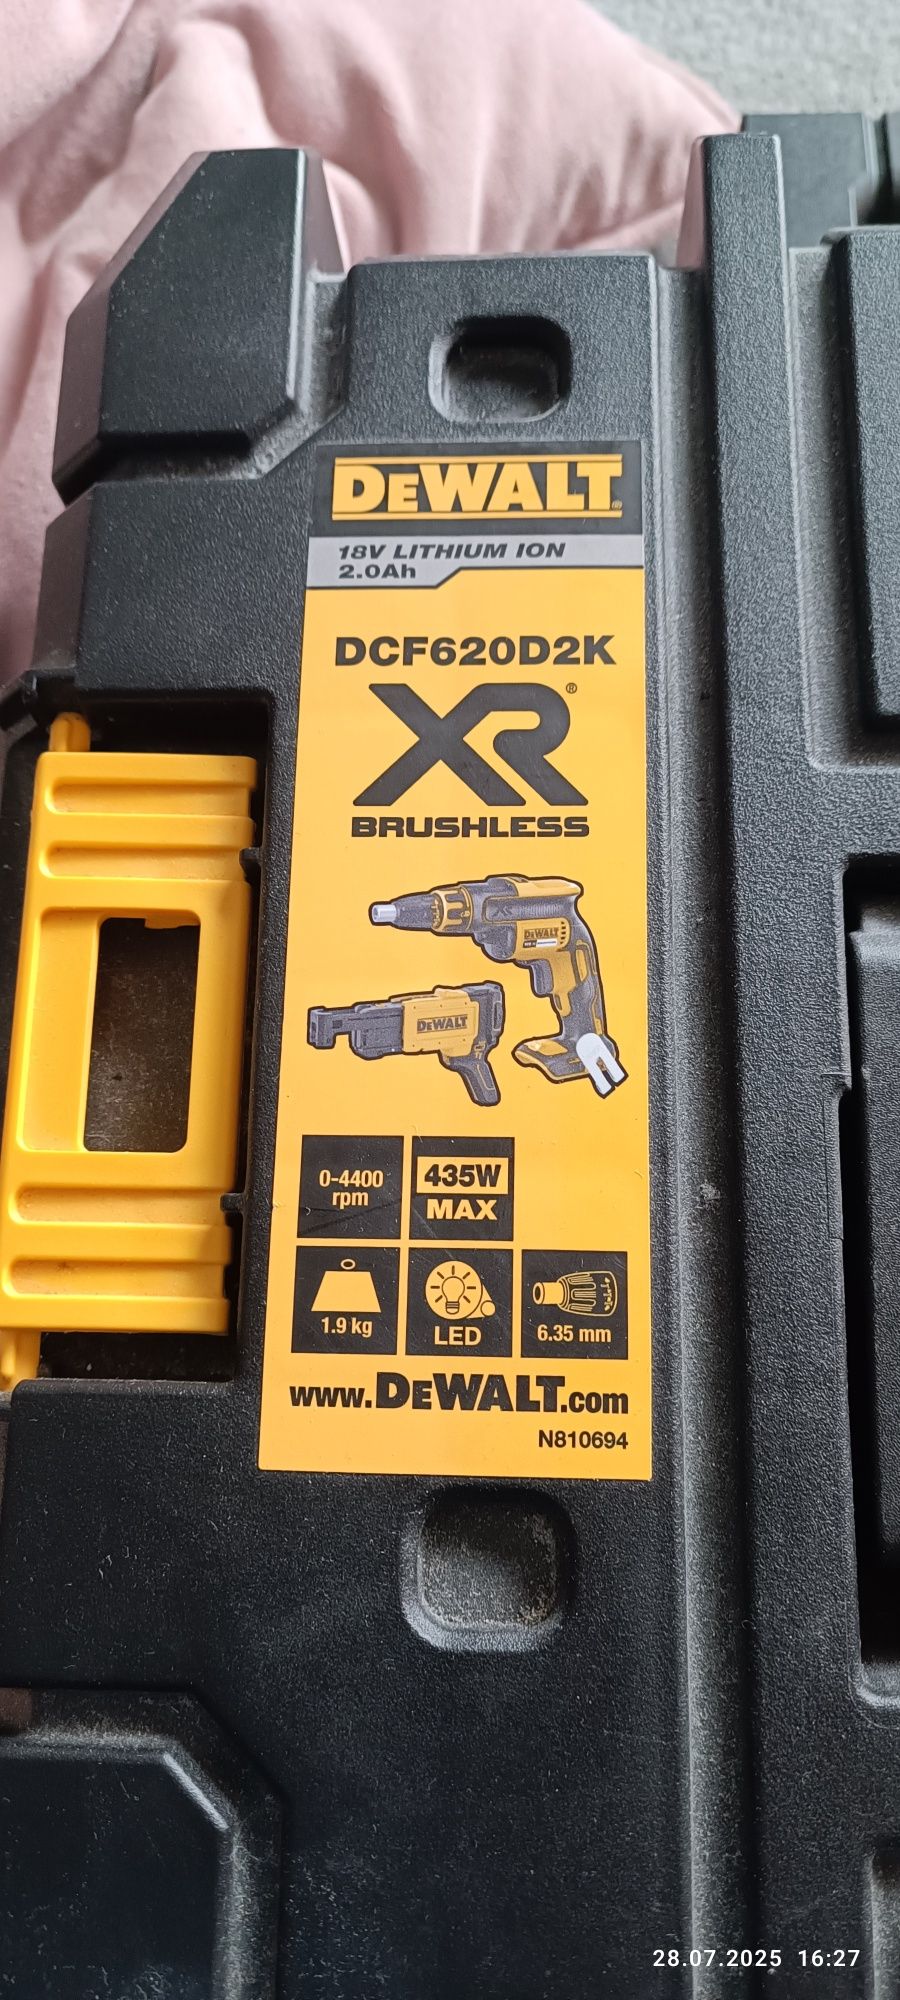 DEWALT®
18V LITHIUM ION
2.0Ah
DCF620D2K
XR®
BRUSHLESS
XR
DEWALT
DEWALT
0-4400
rpm
435W
MAX
1.9 kg
LED
6.35 mm
www.DEWALT.com
N810694
28.07.2025 16:27